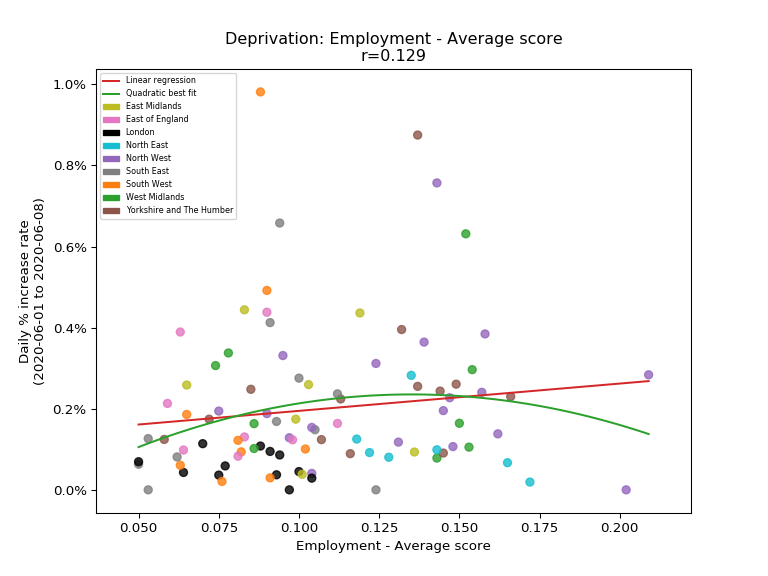 Deprivation: Employment - Average score
r=0.129
Linear regression
Quadratic best fit
East Midlands
East of England
London
North East
North West
South East
South West
West Midlands
Yorkshire and The Humber
1.0%
0.8%
0.6%
0.4%
0.2%
0.0%
Daily % increase rate
(2020-06-01 to 2020-06-08)
0.050
0.075
0.100
0.125
0.150
0.175
0.200
Employment - Average score